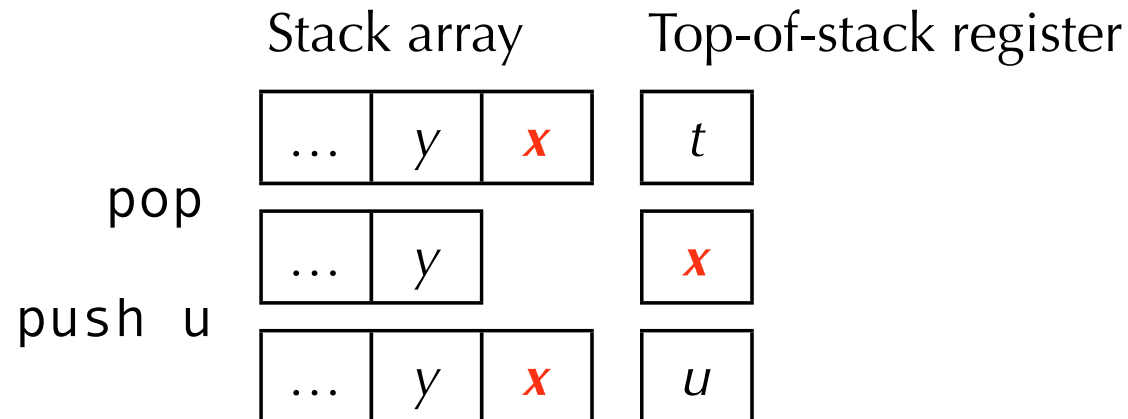 Stack array Top-of-stack register
… y x t
pop
… y x
push u
… y x u